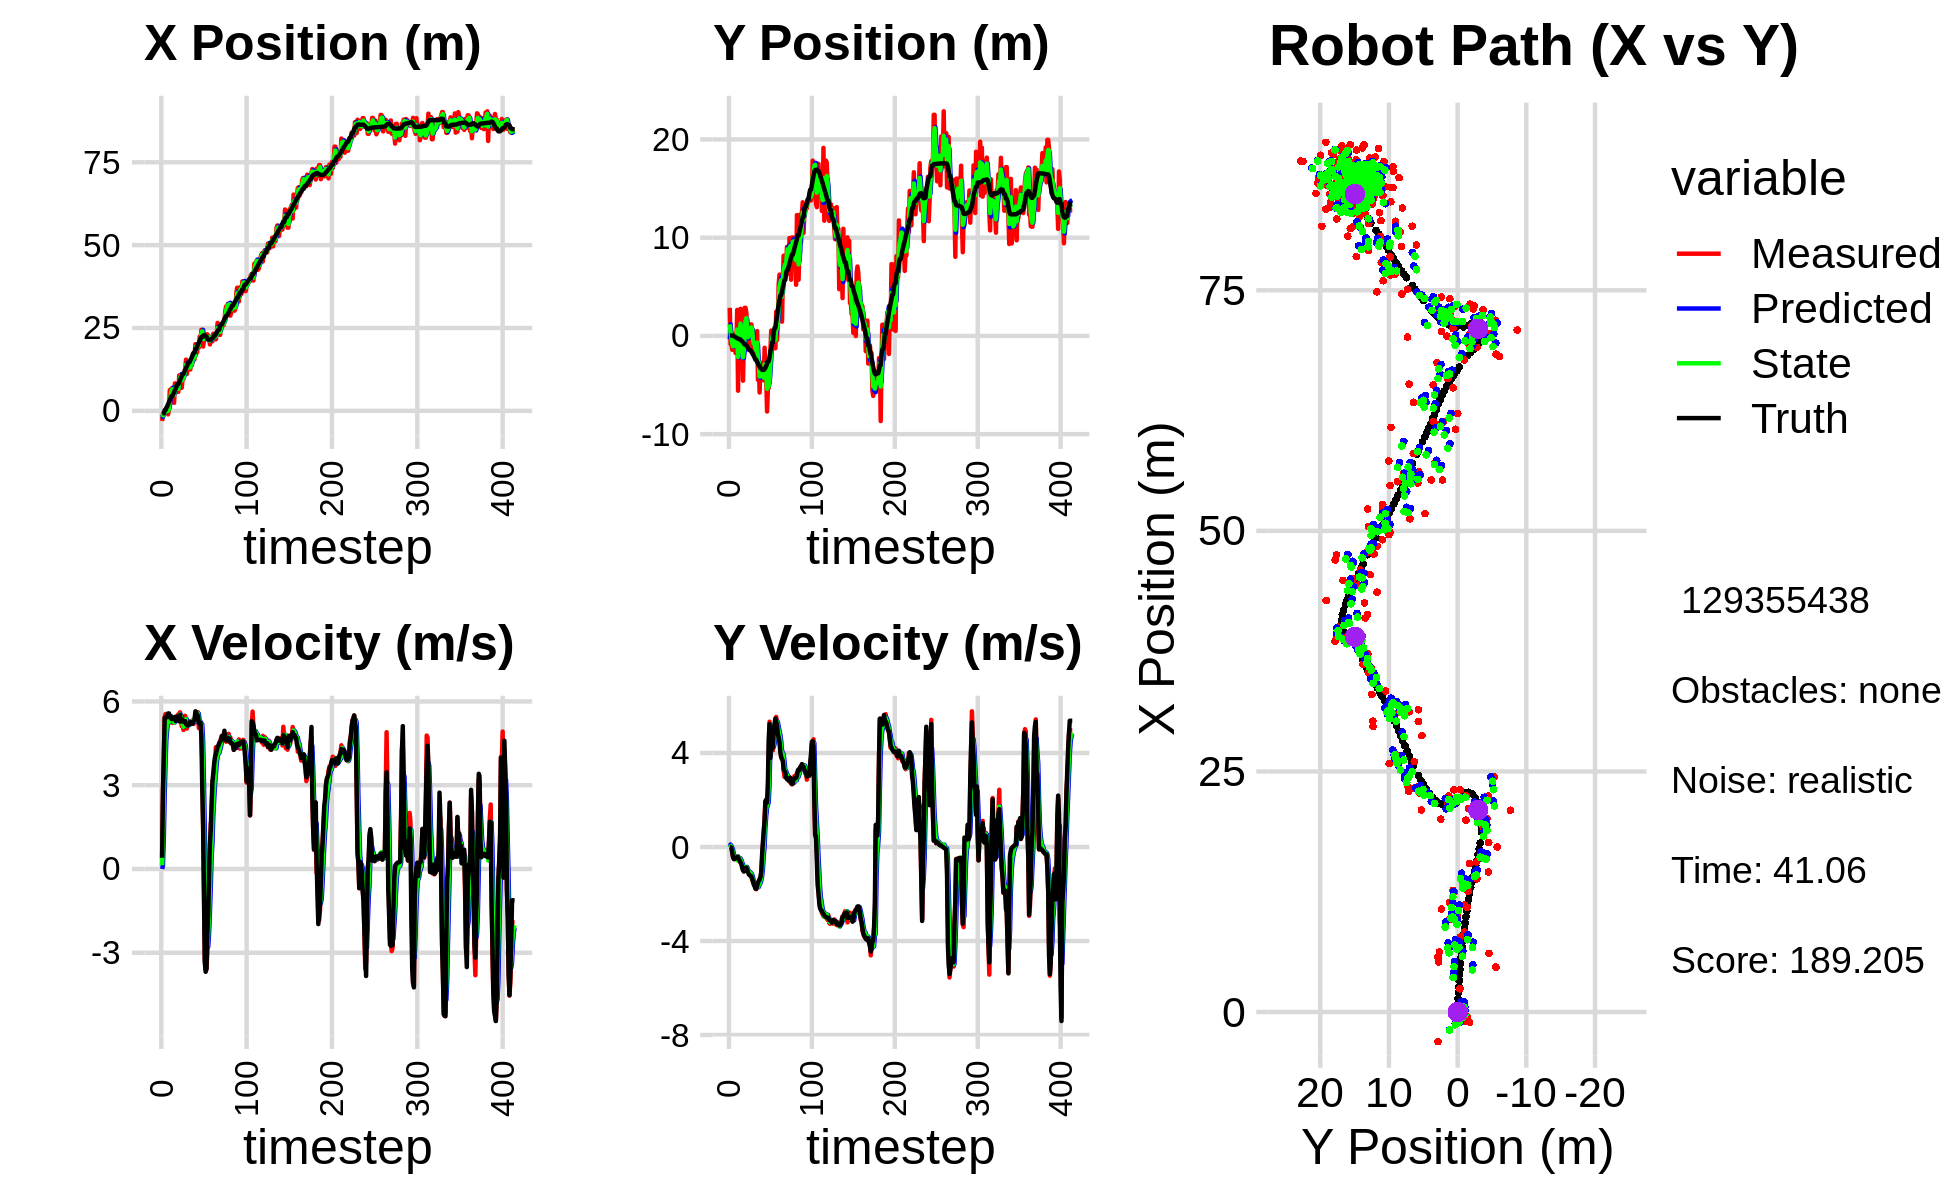 X Position (m)
75
50
25
0
0 100 200 300 400
timestep
Y Position (m)
20
10
0
-10
0 100 200 300 400
timestep
X Velocity (m/s)
6
3
0
-3
0 100 200 300 400
timestep
Y Velocity (m/s)
4
0
-4
-8
0 100 200 300 400
timestep
Robot Path (X vs Y)
X Position (m)
75
50
25
0
20 10 0 -10 -20
Y Position (m)
variable
Measured
Predicted
State
Truth
129355438
Obstacles: none
Noise: realistic
Time: 41.06
Score: 189.205